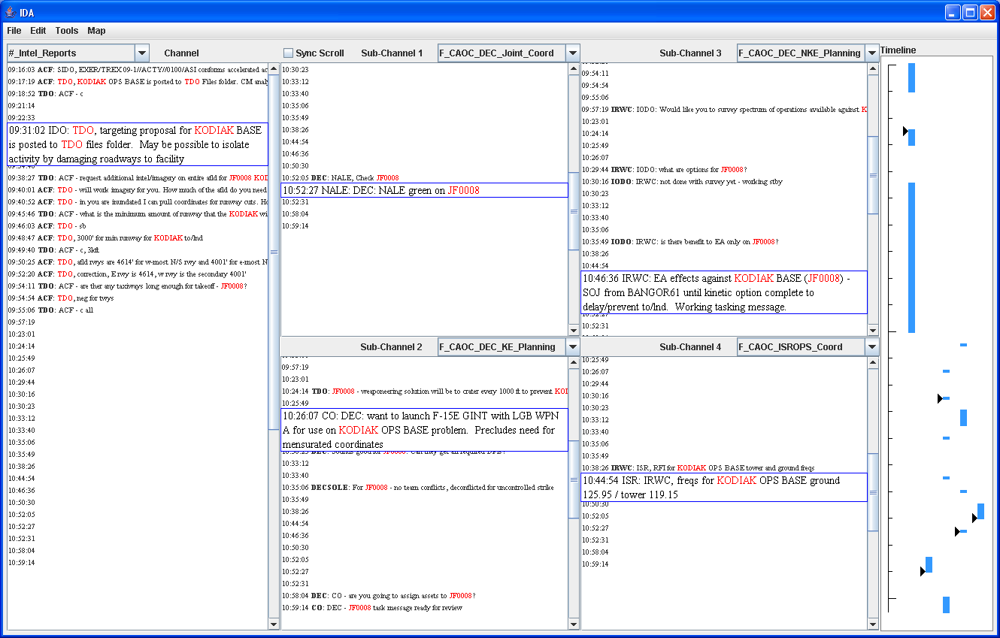 IDA
File Edit Tools Map
#_Intel_Reports Channel
09:16:03 ACF: SIDO, EXER/TREX09-1//ACTY//0100/ASI conforms accelerated ac
09:17:19 ACF: TDO, KODIAK OPS BASE is posted to TDO Files folder. CM anal
09:18:52 TDO: ACF - c
09:21:14
09:22:33
09:31:02 IDO: TDO, targeting proposal for KODIAK BASE
is posted to TDO files folder. May be possible to isolate
activity by damaging roadways to facility
09:38:27 TDO: ACF - request additional intel/imagery on entire afld for JF0008 KOD
09:40:01 ACF: TDO - will work imagery for you. How much of the afld do you need
09:40:52 ACF: TDO - in you are inundated I can pull coordinates for runway cuts. Ho
09:45:46 TDO: ACF - what is the minimum amount of runway that the KODIAK wi
09:46:03 ACF: TDO - sb
09:48:47 ACF: TDO, 3000' for min runway for KODIAK to/lnd
09:49:40 TDO: ACF - c, 3kft
09:50:25 ACF: TDO, afld rwys are 4614' for w-most N/S rwy and 4001' for e-most N
09:52:20 ACF: TDO, correction, E rwy is 4614, w rwy is the secondary 4001'
09:54:11 TDO: ACF - are ther any taxiways long enough for takeoff - JF0008?
09:54:54 ACF: TDO, neg for twys
09:55:06 TDO: ACF - c all
09:57:19
10:23:01
10:24:14
10:25:49
10:26:07
10:29:44
10:30:16
10:30:23
10:33:12
10:33:40
10:35:06
10:35:49
10:38:26
10:44:54
10:46:36
10:50:30
10:52:05
10:52:27
10:52:31
10:58:04
10:59:14
Sync Scroll Sub-Channel 1 F_CAOC_DEC_Joint_Coord
10:30:23
10:33:12
10:33:40
10:35:06
10:35:49
10:38:26
10:44:54
10:46:36
10:50:30
10:52:05 DEC: NALE, Check JF0008
10:52:27 NALE: DEC: NALE green on JF0008
10:52:31
10:58:04
10:59:14
Sub-Channel 2 F_CAOC_DEC_KE_Planning
09:57:19
10:23:01
10:24:14 TDO: JF0008 - weaponeering solution will be to crater every 1000 ft to prevent KOI
10:25:49
10:26:07 CO: DEC: want to launch F-15E GINT with LGB WPN
A for use on KODIAK OPS BASE problem. Precludes need for
mensurated coordinates
10:33:12
10:33:40
10:35:06 DECSOLE: For JF0008 - no team conflicts, deconflicted for uncontrolled strike
10:35:49
10:38:26
10:44:54
10:46:36
10:50:30
10:52:05
10:52:27
10:52:31
10:58:04 DEC: CO - are you going to assign assets to JF0008?
10:59:14 CO: DEC - JF0008 task message ready for review
Sub-Channel 3 F_CAOC_DEC_NKE_Planning
09:54:11
09:54:54
09:55:06
09:57:19 IRWC: IODO: Would like you to survey spectrum of operations available against K
10:23:01
10:24:14
10:25:49
10:26:07
10:29:44 IRWC: IODO: what are options for JF0008?
10:30:16 IODO: IRWC: not done with survey yet - working stby
10:30:23
10:33:12
10:33:40
10:35:06
10:35:49 IODO: IRWC: is there benefit to EA only on JF0008?
10:38:26
10:44:54
10:46:36 IRWC: EA effects against KODIAK BASE (JF0008) -
SOJ from BANGOR61 until kinetic option complete to
delay/prevent to/lnd. Working tasking message.
10:52:27
10:52:31
Sub-Channel 4 F_CAOC_ISROPS_Coord
10:25:49
10:26:07
10:29:44
10:30:16
10:30:23
10:33:12
10:33:40
10:35:06
10:35:49
10:38:26 IRWC: ISR, RFI for KODIAK OPS BASE tower and ground freqs
10:44:54 ISR: IRWC, freqs for KODIAK OPS BASE ground
125.95 / tower 119.15
10:50:30
10:52:05
10:52:27
10:52:31
10:58:04
10:59:14
Timeline